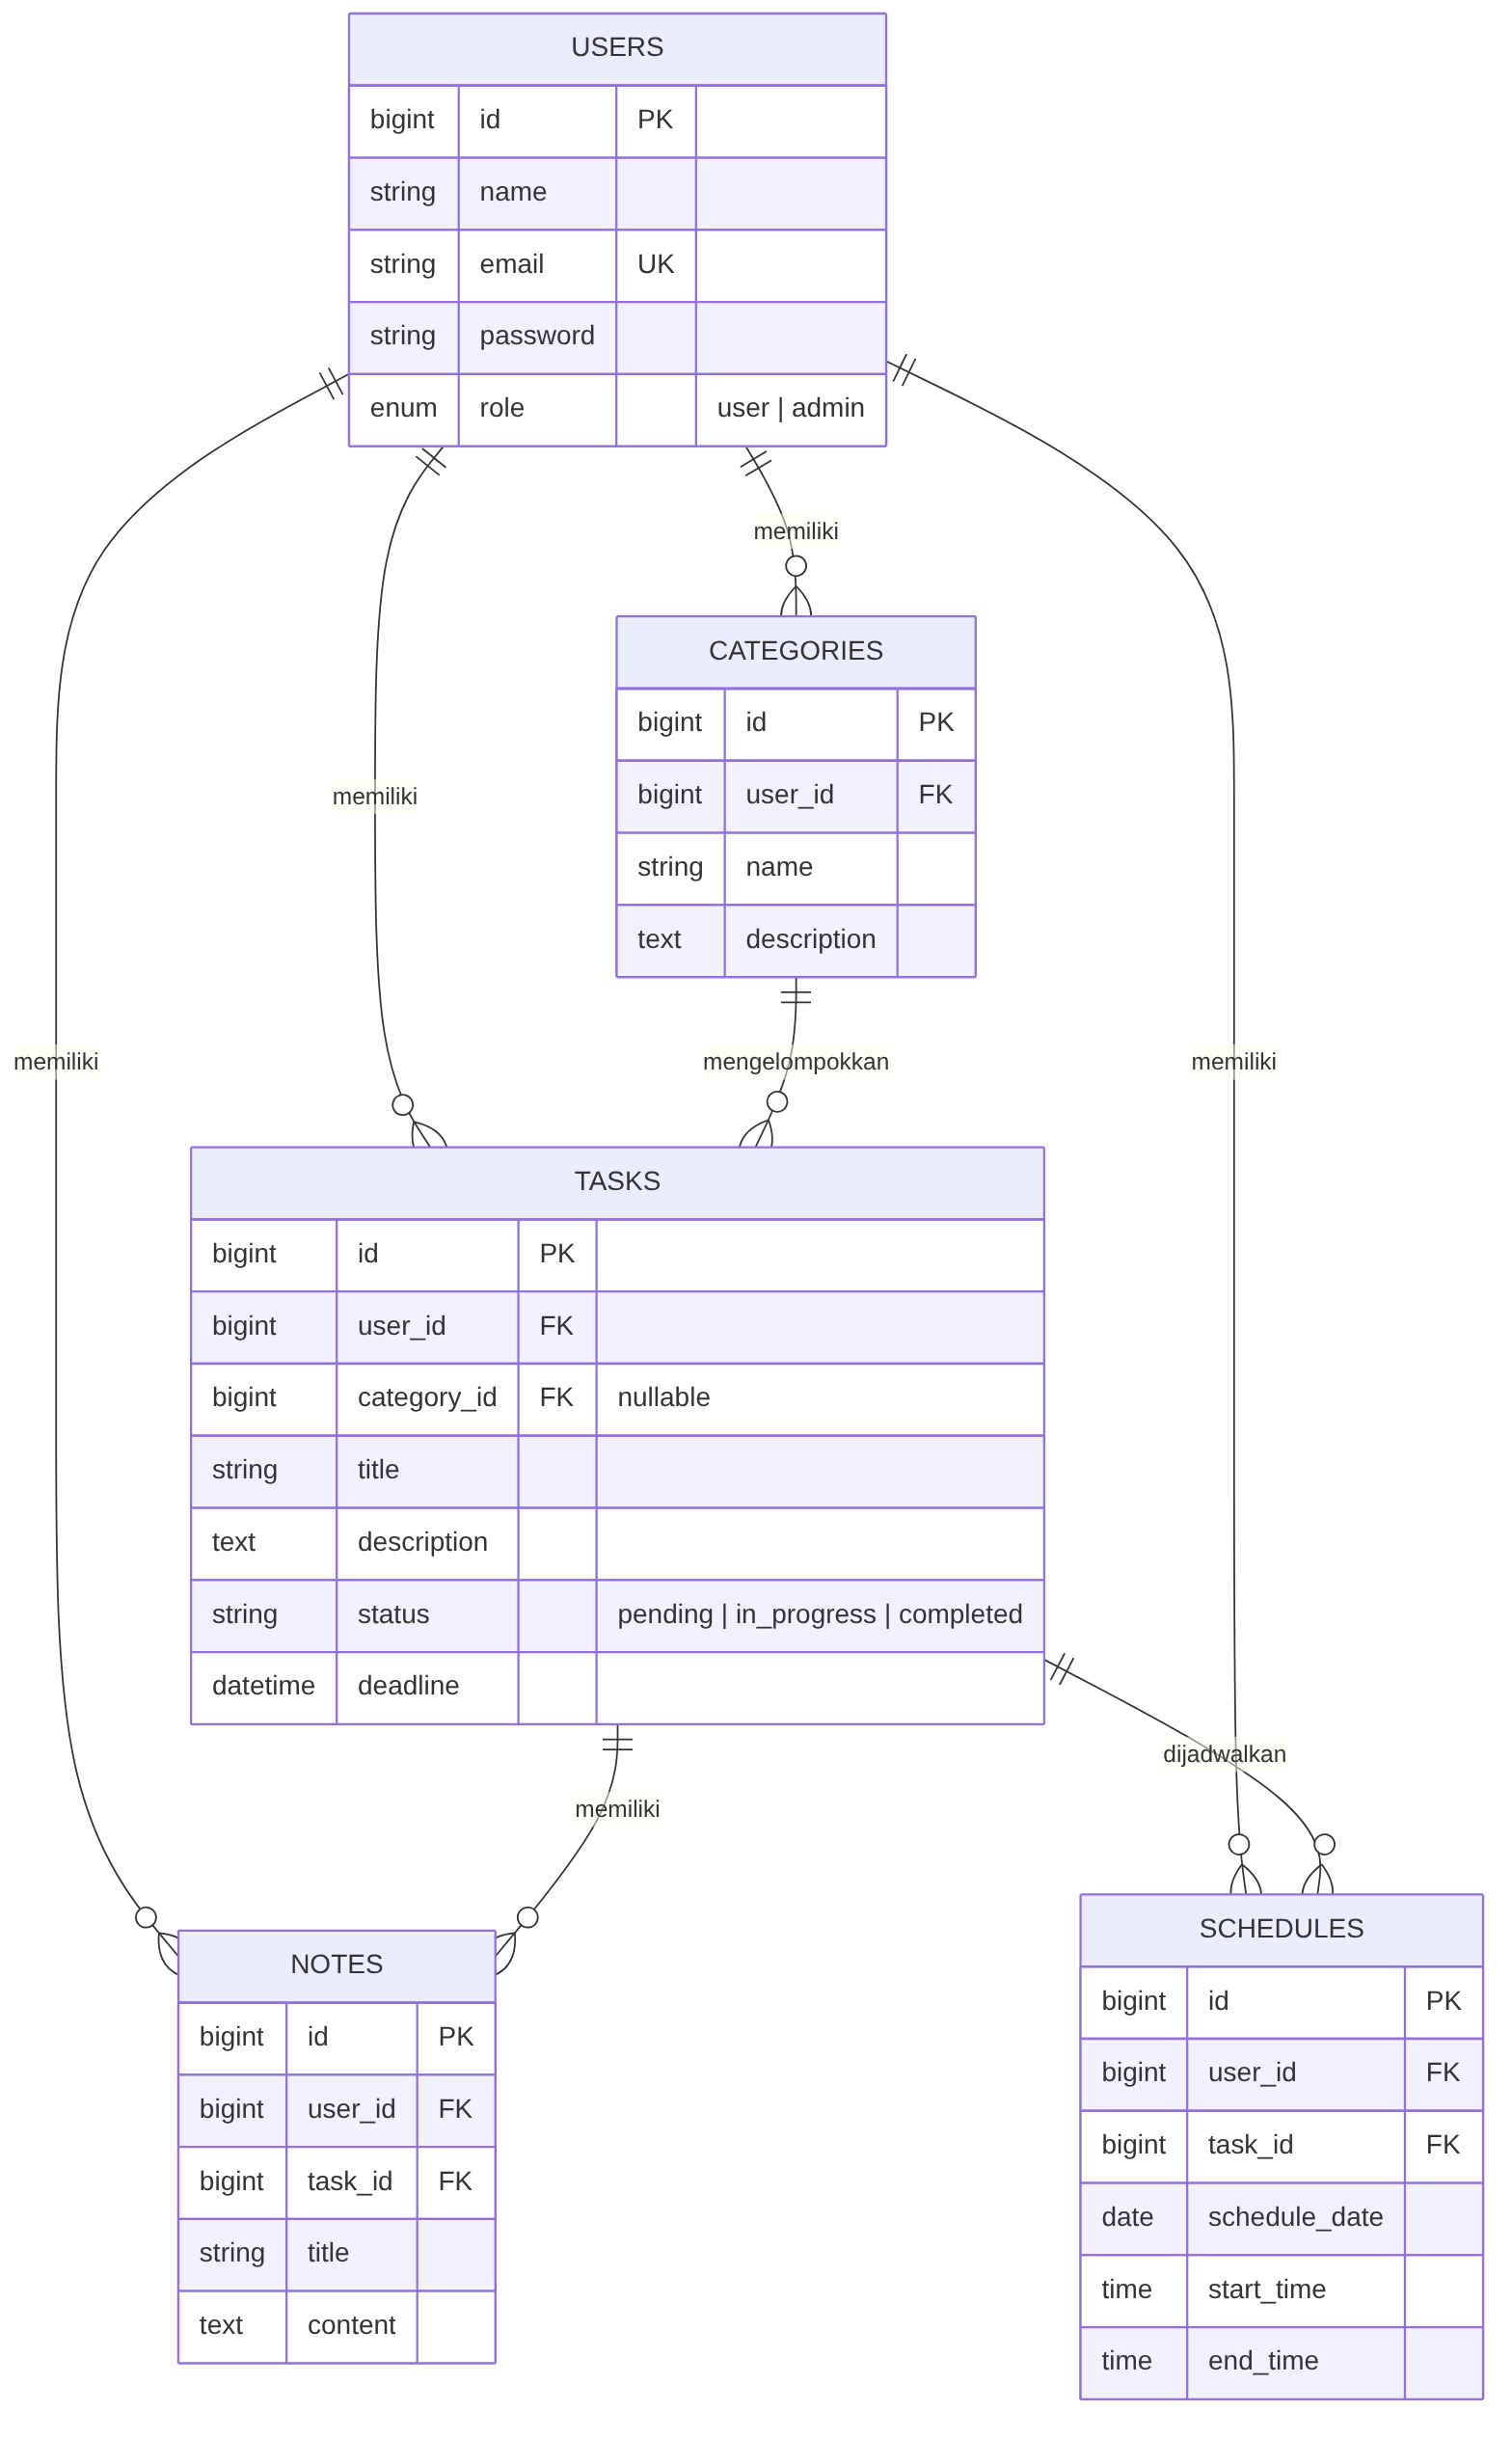 USERS
bigint id PK
string name
string email UK
string password
enum role user | admin
memiliki
CATEGORIES
bigint id PK
bigint user_id FK
string name
text description
memiliki
memiliki
mengelompokkan
memiliki
TASKS
bigint id PK
bigint user_id FK
bigint category_id FK nullable
string title
text description
string status pending | in_progress | completed
datetime deadline
dijadwalkan
memiliki
NOTES
bigint id PK
bigint user_id FK
bigint task_id FK
string title
text content
SCHEDULES
bigint id PK
bigint user_id FK
bigint task_id FK
date schedule_date
time start_time
time end_time